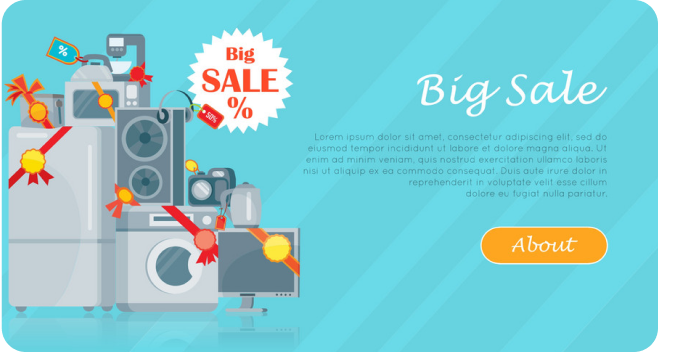 %
Big
SALE
%
50%
Big Sale
Lorem ipsum dolor sit amet, consectetur adipiscing elit, sed do
eiusmod tempor incididunt ut labore et dolore magna aliqua. Ut
enim ad minim veniam, quis nostrud exercitation ullamco laboris
nisi ut aliquip ex ea commodo consequat. Duis aute irure dolor in
reprehenderit in voluptate velit esse cillum
dolore eu fugiat nulla pariatur.
About